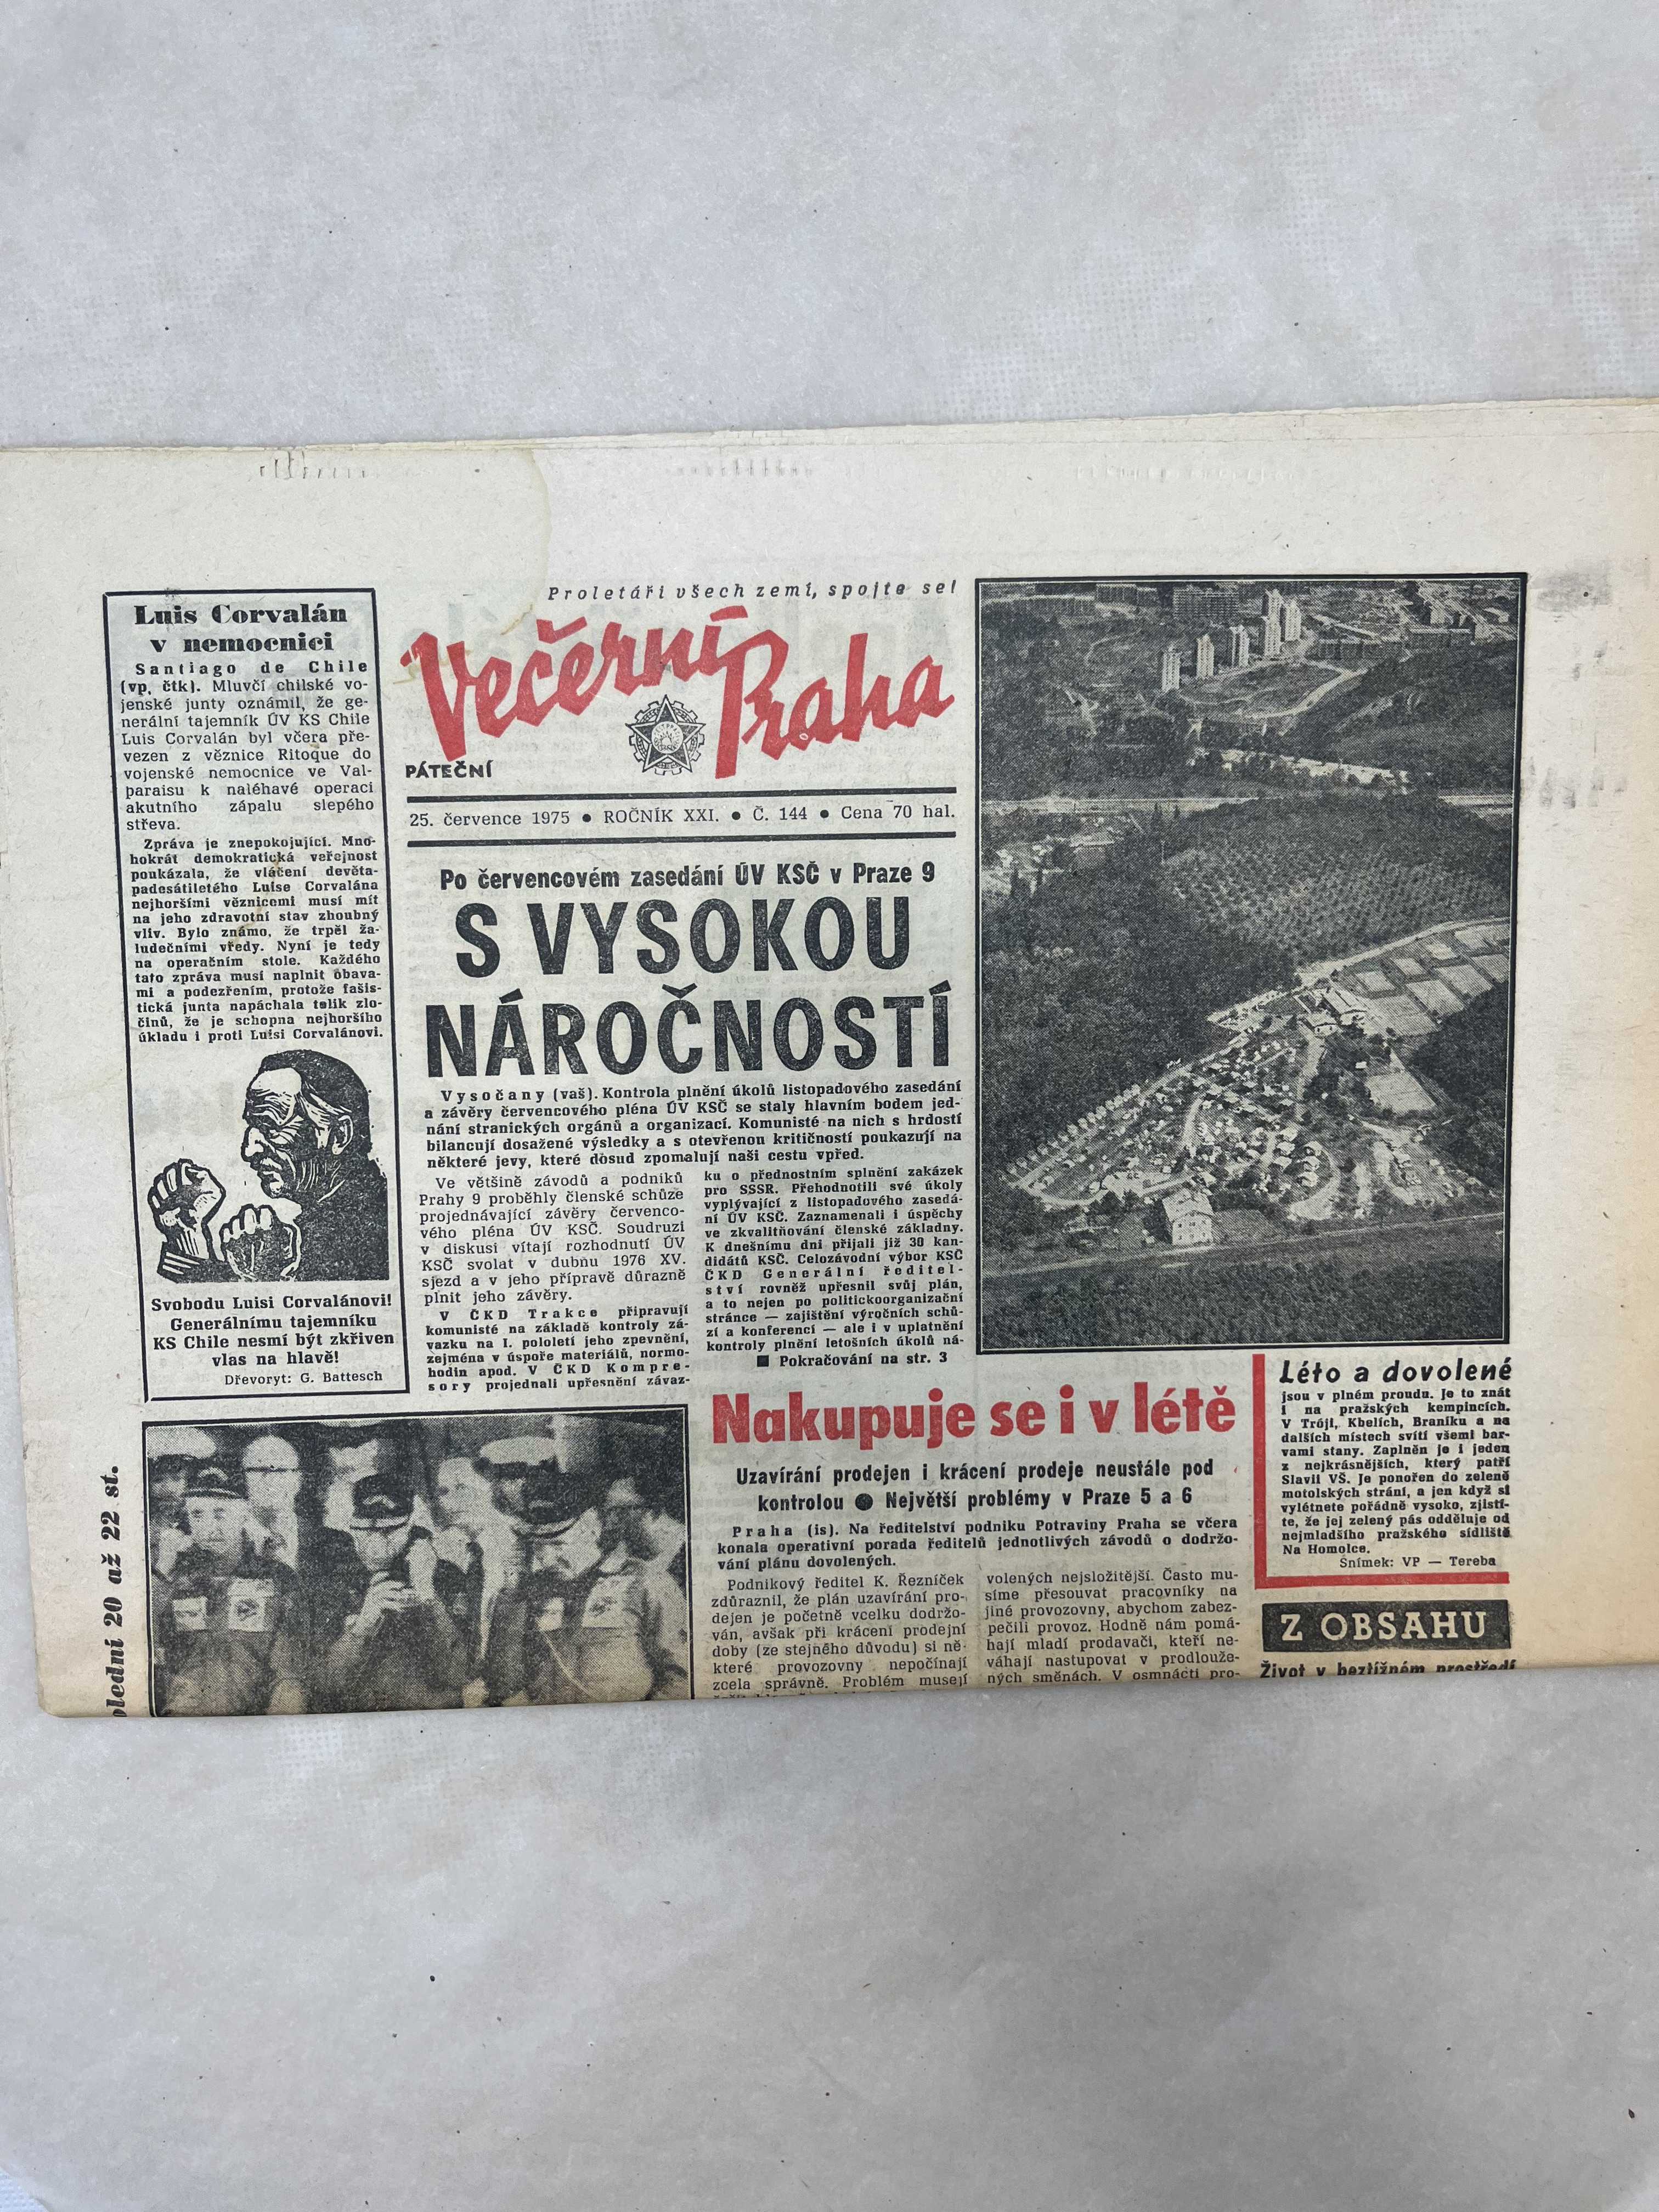 Luis Corvalán
v nemocnici
Santiago de Chile
(vp, čtk). Mluvčí chilské vo-
jenské junty oznámil, že ge-
nerální tajemník ÚV KS Chile
Luis Corvalán byl včera pře-
vezen z věznice Ritoque do
vojenské nemocnice ve Val-
paraisu k naléhavé operaci
akutního zápalu slepého
střeva.
Zpráva je znepokojující. Mno-
hokrát demokratická veřejnost
poukázala, že vláčení devěta-
padesátiletého Luise Corvalána
nejhoršími věznicemi musí mít
na jeho zdravotní stav zhoubný
vliv. Bylo známo, že trpěl ža-
ludečními vředy. Nyní je tedy
na operačním stole. Každého
tato zpráva musí naplnit obava-
mi a podezřením, protože fašis-
tická junta napáchala tolik zlo-
činů, že je schopna nejhoršího
úkladu i proti Luisi Corvalánovi.
Svobodu Luisi Corvalánovi!
Generálnímu tajemníku
KS Chile nesmí být zkřiven
vlas na hlavě!
Dřevoryt: G. Battesch
Proletáři všech zemí, spojte se!
Večerní
Praha
PÁTEČNÍ
25. července 1975 ● ROČNÍK XXI. ● Č. 144 ● Cena 70 hal.
Po červencovém zasedání ÚV KSČ v Praze 9
S VYSOKOU
NÁROČNOSTÍ
Vysočany (vaš). Kontrola plnění úkolů listopadového zasedání
a závěry červencového pléna ÚV KSČ se staly hlavním bodem jed-
nání stranických orgánů a organizací. Komunisté na nich s hrdostí
bilancují dosažené výsledky a s otevřenou kritičností poukazují na
některé jevy, které dosud zpomalují naši cestu vpřed.
Ve většině závodů a podniků
Prahy 9 proběhly členské schůze
projednávající závěry červenco-
vého pléna ÚV KSČ. Soudruzi
v diskusi vítají rozhodnutí ÚV
KSČ svolat v dubnu 1976 XV.
sjezd a v jeho přípravě důrazně
plnit jeho závěry.
V ČKD Trakce připravují
komunisté na základě kontroly zá-
vazku na I. pololetí jeho zpevnění,
zejména v úspoře materiálů, normo-
hodin apod. V ČKD Kompre-
sory projednali upřesnění závaz-
ku o přednostním splnění zakázek
pro SSSR. Přehodnotili své úkoly
vyplývající z listopadového zasedá-
ní ÚV KSČ. Zaznamenali i úspěchy
ve zkvalitňování členské základny.
K dnešnímu dni přijali již 30 kan-
didátů KSČ. Celozávodní výbor KSČ
ČKD Generální ředitel-
ství rovněž upřesnil svůj plán,
a to nejen po politickoorganizační
stránce — zajištění výročních schů-
zí a konferencí — ale i v uplatnění
kontroly plnění letošních úkolů ná-
■ Pokračování na str. 3
Nakupuje se i v létě
Uzavírání prodejen i krácení prodeje neustále pod
kontrolou ● Největší problémy v Praze 5 a 6
Praha (is). Na ředitelství podniku Potraviny Praha se včera
konala operativní porada ředitelů jednotlivých závodů o dodržo-
vání plánu dovolených.
Podnikový ředitel K. Řezníček
zdůraznil, že plán uzavírání pro-
dejen je početně vcelku dodržo-
ván, avšak při krácení prodejní
doby (ze stejného důvodu) si ně-
které provozovny nepočínají
zcela správně. Problém musejí
volených nejsložitější. Často mu-
síme přesouvat pracovníky na
jiné provozovny, abychom zabez-
pečili provoz. Hodně nám pomá-
hají mladí prodavači, kteří ne-
váhají nastupovat v prodlouže-
ných směnách. V osmnácti pro-
Léto a dovolené
jsou v plném proudu. Je to znát
i na pražských kempincích.
V Tróji, Kbelích, Braníku a na
dalších místech svítí všemi bar-
vami stany. Zaplněn je i jeden
z nejkrásnějších, který patří
Slavii VŠ. Je ponořen do zeleně
motolských strání, a jen když si
vylétnete pořádně vysoko, zjistí-
te, že jej zelený pás odděluje od
nejmladšího pražského sídliště
Na Homolce.
Snímek: VP — Tereba
Z OBSAHU
Život v beztížném prostředí
20 až 22 st.